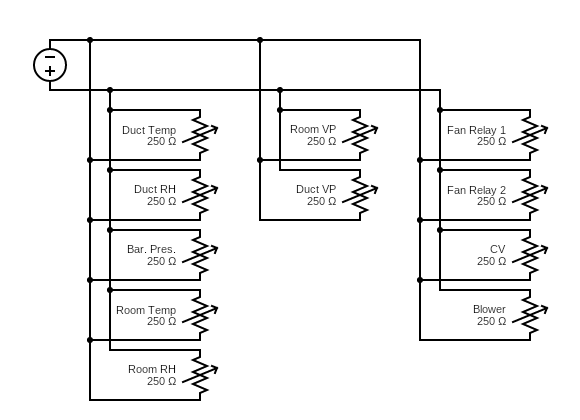 Duct Temp
250 Ω
Duct RH
250 Ω
Bar. Pres.
250 Ω
Room Temp
250 Ω
Room RH
250 Ω
Room VP
250 Ω
Duct VP
250 Ω
Fan Relay 1
250 Ω
Fan Relay 2
250 Ω
CV
250 Ω
Blower
250 Ω